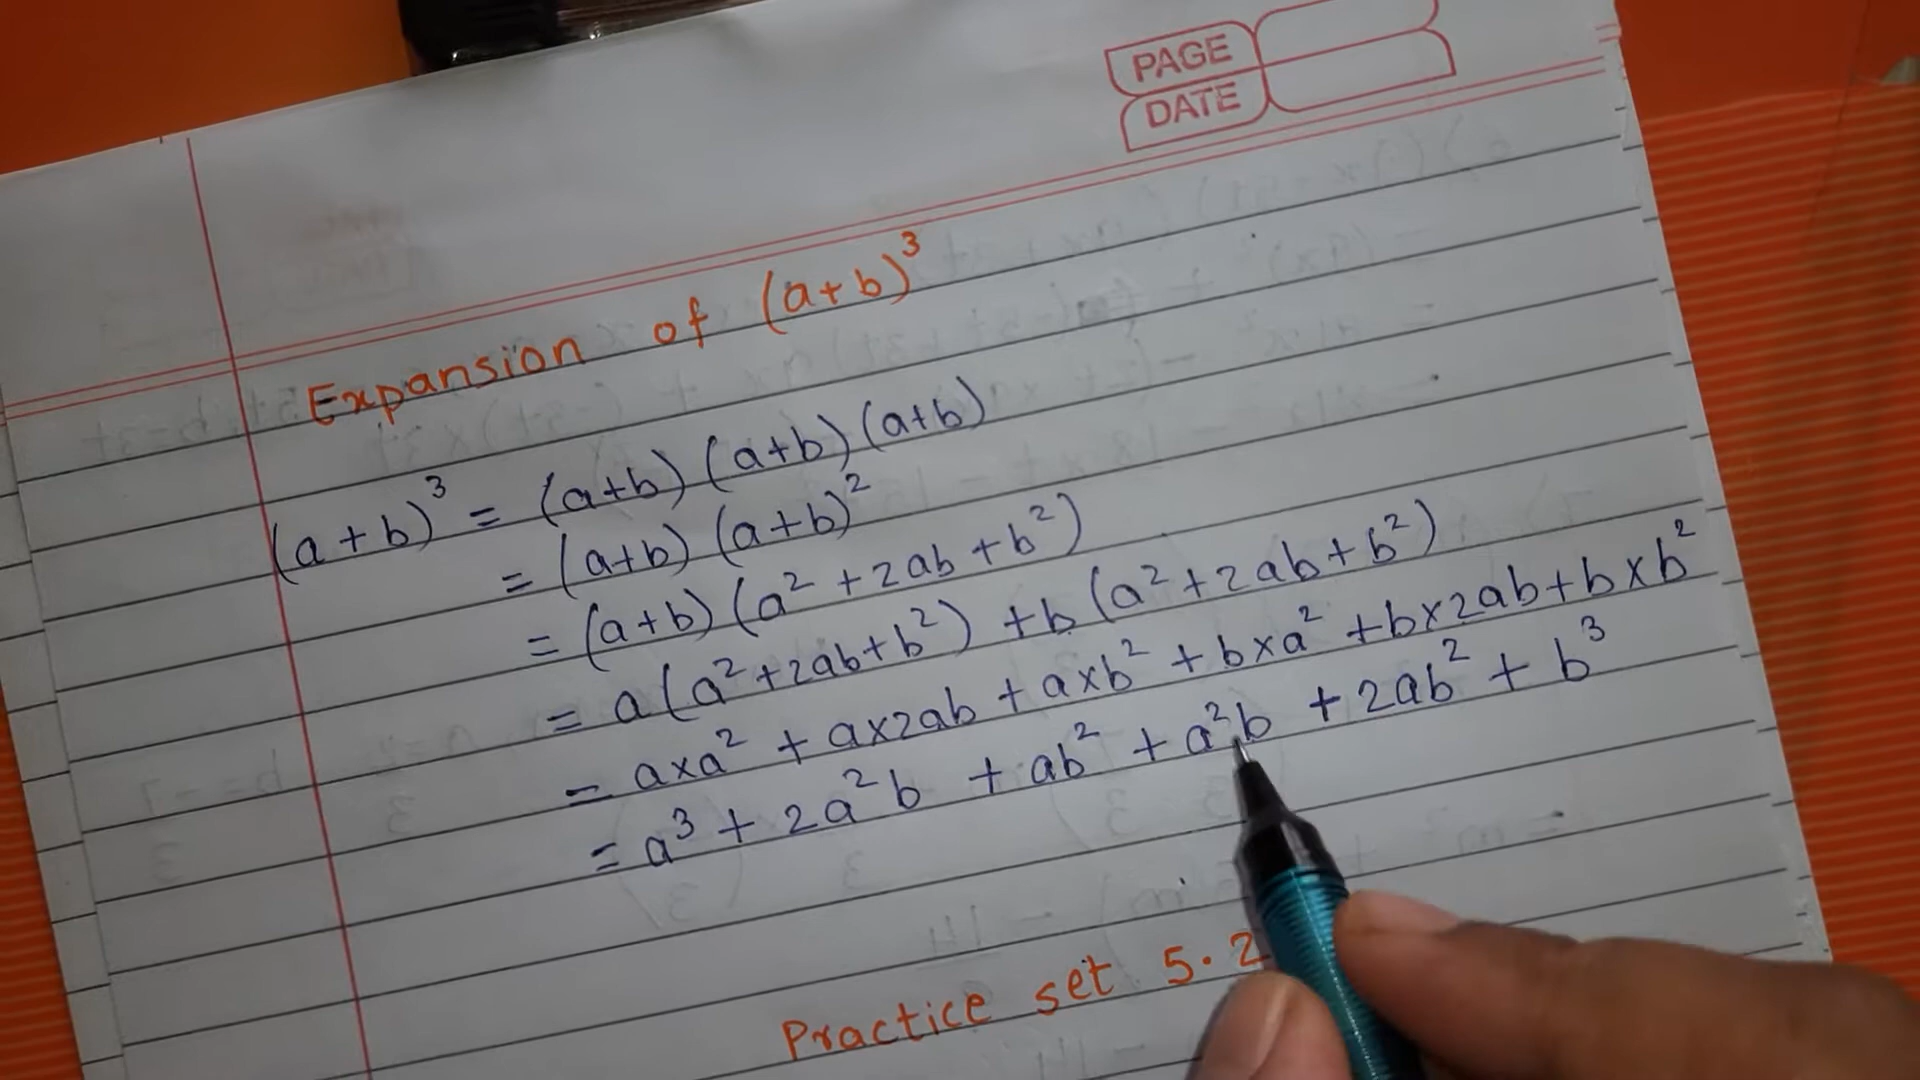 PAGE
DATE
Expansion of (a+b)³
(a+b)³ = (a+b)(a+b)(a+b)
= (a+b)(a+b)²
= (a+b)(a²+2ab+b²)
= a(a²+2ab+b²) + b(a²+2ab+b²)
= a×a² + a×2ab + a×b² + b×a² + b×2ab + b×b²
= a³ + 2a²b + ab² + a²b + 2ab² + b³
Practice set 5.2